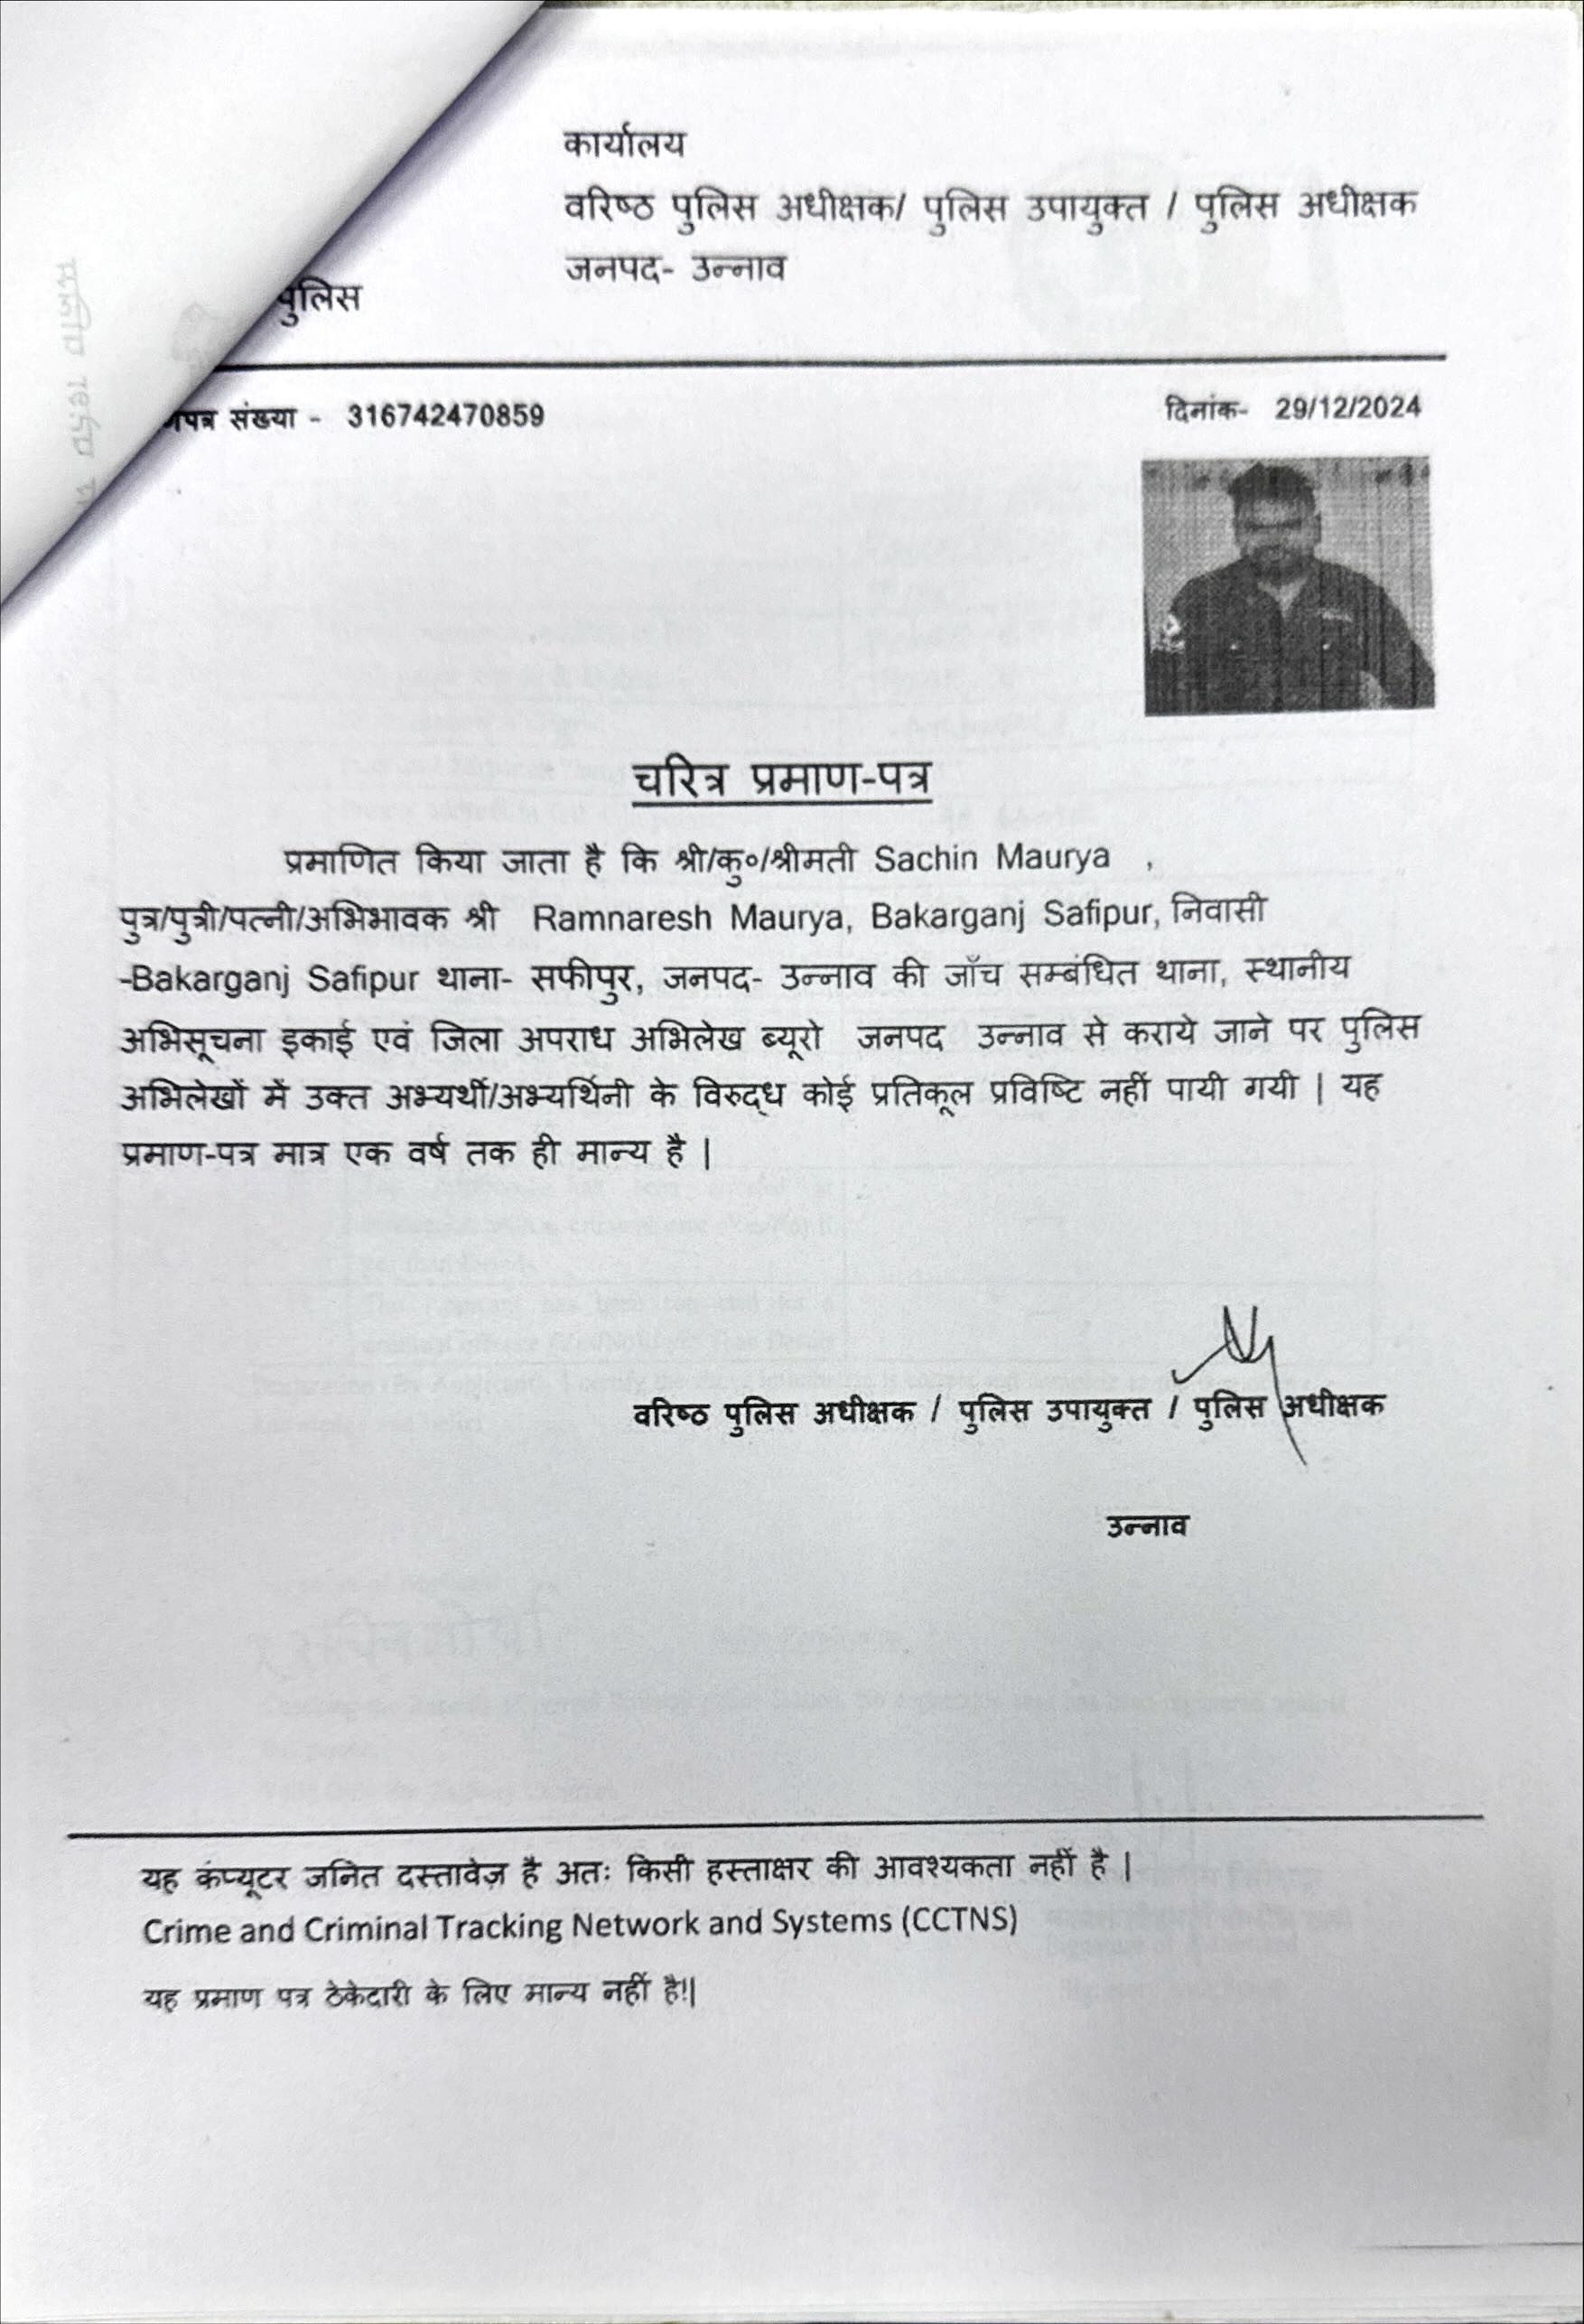 कार्यालय
वरिष्ठ पुलिस अधीक्षक/ पुलिस उपायुक्त / पुलिस अधीक्षक
जनपद- उन्नाव
पुलिस
संख्या - 316742470859
दिनांक- 29/12/2024
चरित्र प्रमाण-पत्र
प्रमाणित किया जाता है कि श्री/कु०/श्रीमती Sachin Maurya ,
पुत्र/पुत्री/पत्नी/अभिभावक श्री Ramnaresh Maurya, Bakarganj Safipur, निवासी
-Bakarganj Safipur थाना- सफीपुर, जनपद- उन्नाव की जाँच सम्बंधित थाना, स्थानीय
अभिसूचना इकाई एवं जिला अपराध अभिलेख ब्यूरो जनपद उन्नाव से कराये जाने पर पुलिस
अभिलेखों में उक्त अभ्यर्थी/अभ्यर्थिनी के विरुद्ध कोई प्रतिकूल प्रविष्टि नहीं पायी गयी | यह
प्रमाण-पत्र मात्र एक वर्ष तक ही मान्य है |
वरिष्ठ पुलिस अधीक्षक / पुलिस उपायुक्त / पुलिस अधीक्षक
उन्नाव
यह कंप्यूटर जनित दस्तावेज़ है अतः किसी हस्ताक्षर की आवश्यकता नहीं है |
Crime and Criminal Tracking Network and Systems (CCTNS)
यह प्रमाण पत्र ठेकेदारी के लिए मान्य नहीं है!|